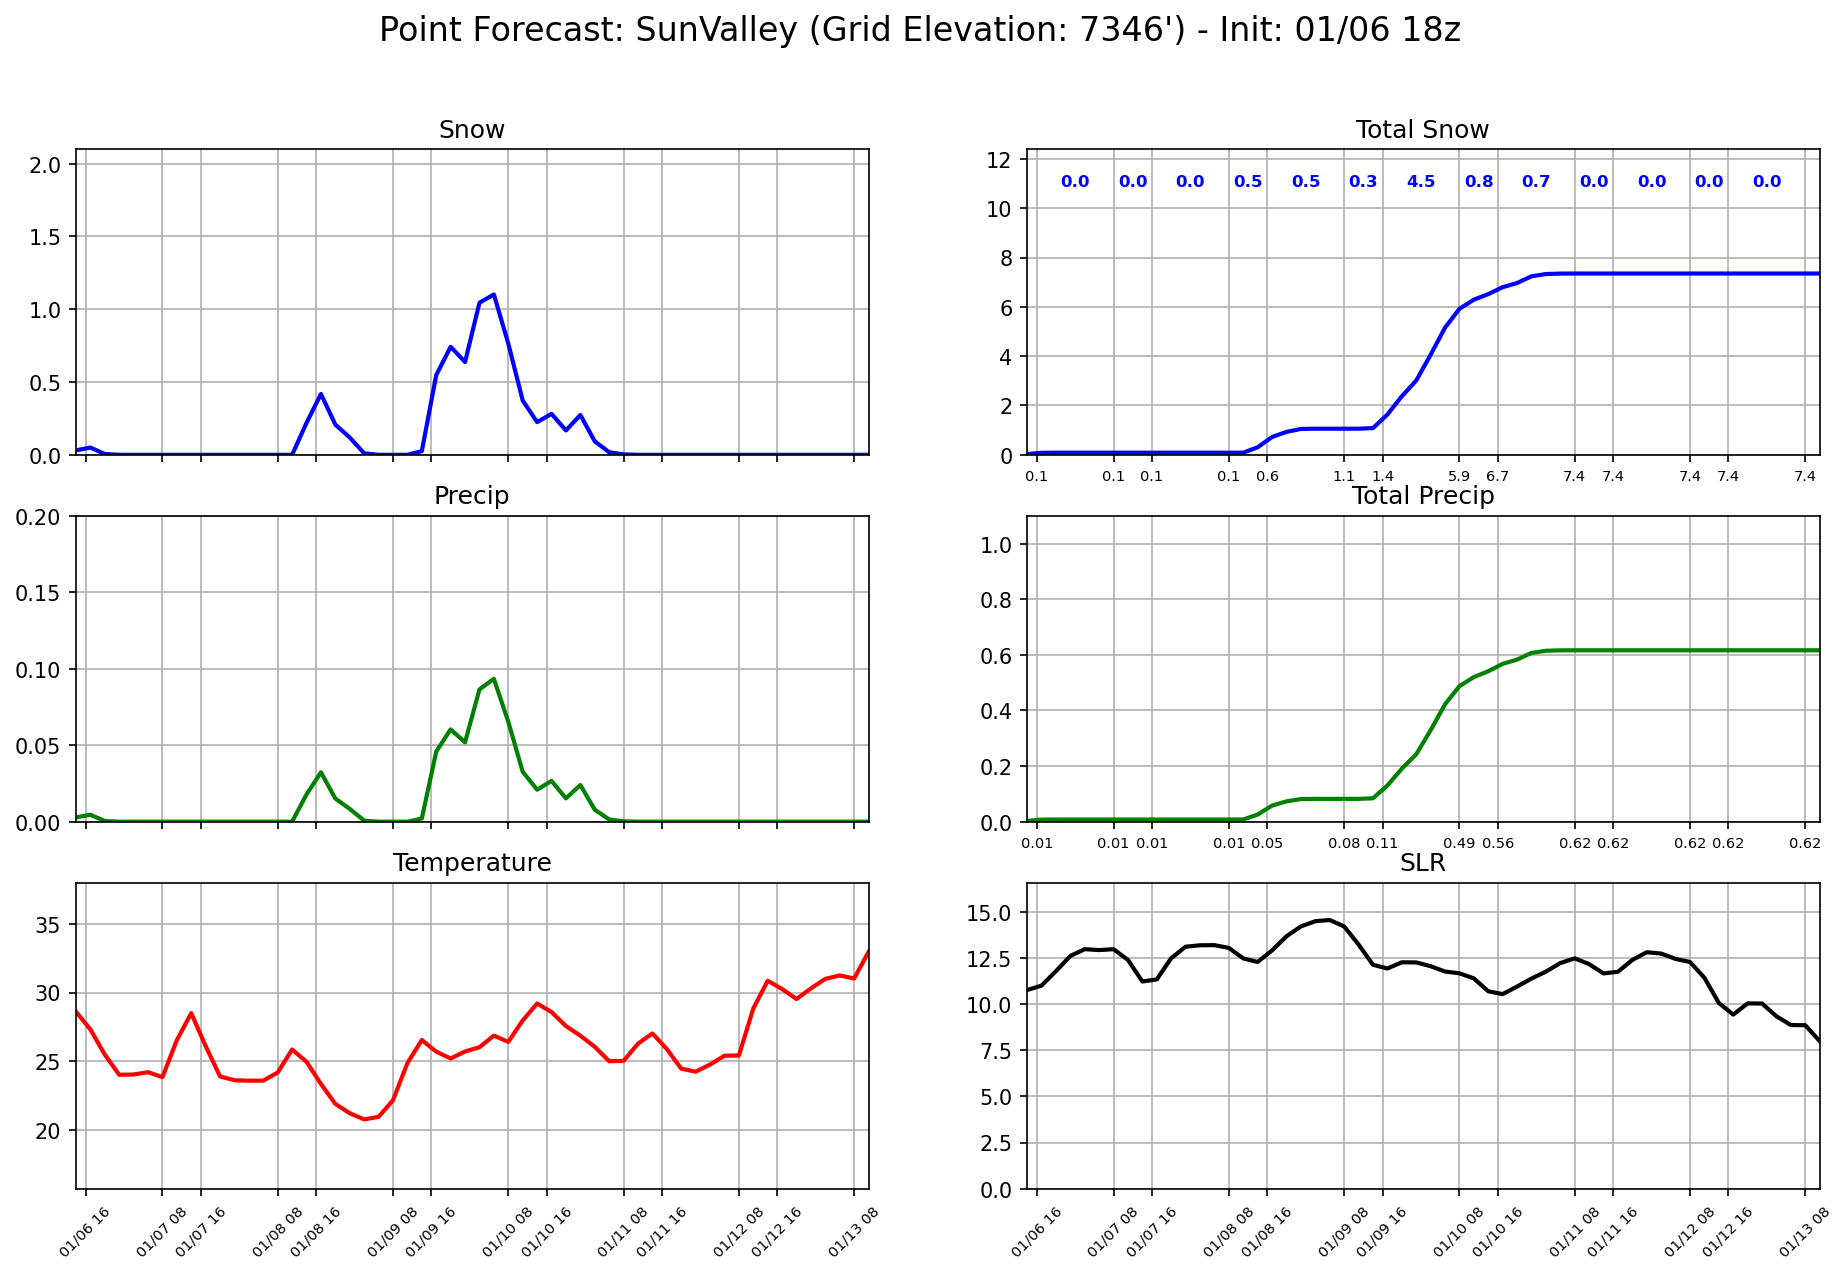 Point Forecast: SunValley (Grid Elevation: 7346') - Init: 01/06 18z
Snow
2.0
1.5
1.0
0.5
0.0
Total Snow
12
10
8
6
4
2
0
0.0 0.0 0.0 0.5 0.5 0.3 4.5 0.8 0.7 0.0 0.0 0.0 0.0
0.1 0.1 0.1 0.1 0.6 1.1 1.4 5.9 6.7 7.4 7.4 7.4 7.4 7.4
Precip
0.20
0.15
0.10
0.05
0.00
Total Precip
1.0
0.8
0.6
0.4
0.2
0.0
0.01 0.01 0.01 0.01 0.05 0.08 0.11 0.49 0.56 0.62 0.62 0.62 0.62 0.62
Temperature
35
30
25
20
01/06 16 01/07 08 01/07 16 01/08 08 01/08 16 01/09 08 01/09 16 01/10 08 01/10 16 01/11 08 01/11 16 01/12 08 01/12 16 01/13 08
SLR
15.0
12.5
10.0
7.5
5.0
2.5
0.0
01/06 16 01/07 08 01/07 16 01/08 08 01/08 16 01/09 08 01/09 16 01/10 08 01/10 16 01/11 08 01/11 16 01/12 08 01/12 16 01/13 08